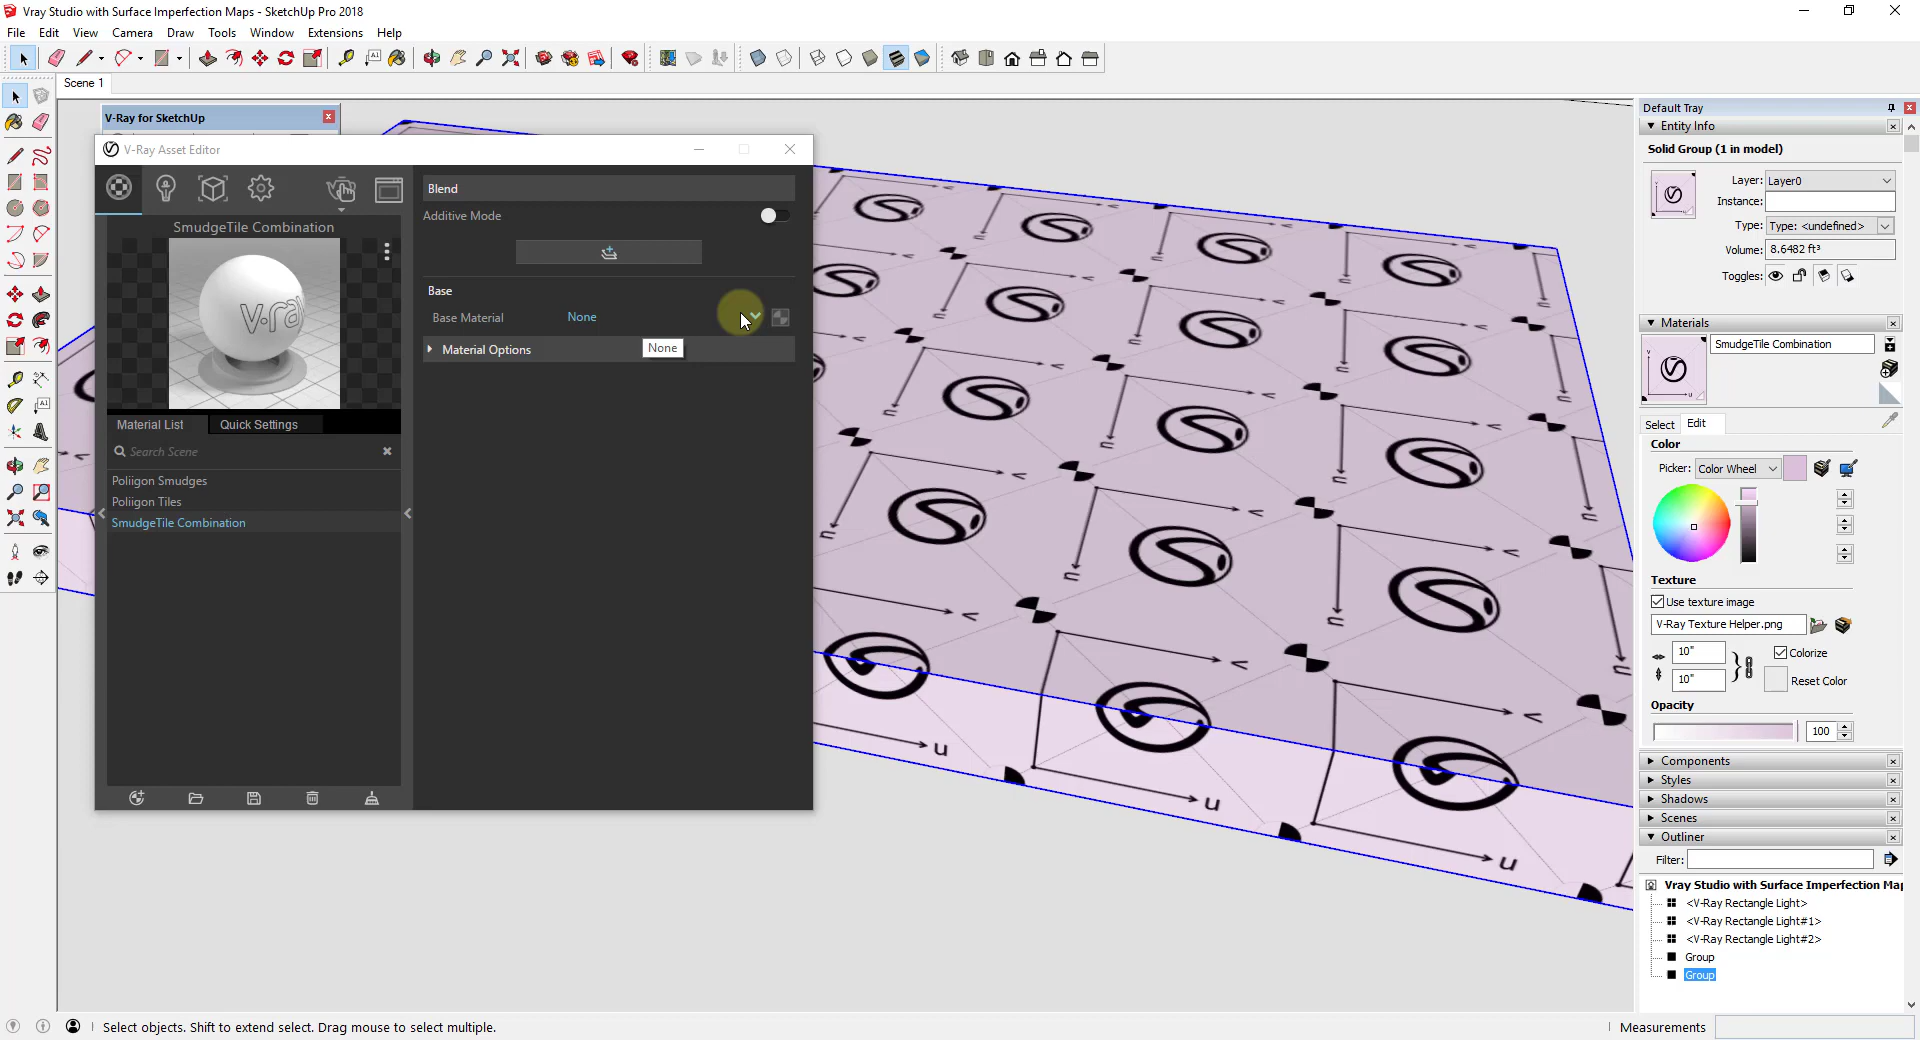 Vray Studio with Surface Imperfection Maps - SketchUp Pro 2018
File Edit View Camera Draw Tools Window Extensions Help
Scene 1
V-Ray for SketchUp
V-Ray Asset Editor
SmudgeTile Combination
v·ra
Material List Quick Settings
Search Scene
Poliigon Smudges
Poliigon Tiles
SmudgeTile Combination
Blend
Additive Mode
Base
Base Material None
None
Material Options
Default Tray
Entity Info
Solid Group (1 in model)
Layer: Layer0
Instance:
Type: Type: <undefined>
Volume: 8.6482 ft³
Toggles:
Materials
SmudgeTile Combination
Select Edit
Color
Picker: Color Wheel
Texture
Use texture image
V-Ray Texture Helper.png
10"
Colorize
10"
Reset Color
Opacity
100
Components
Styles
Shadows
Scenes
Outliner
Filter:
Vray Studio with Surface Imperfection Map
<V-Ray Rectangle Light>
<V-Ray Rectangle Light#1>
<V-Ray Rectangle Light#2>
Group
Group
Select objects. Shift to extend select. Drag mouse to select multiple.
Measurements